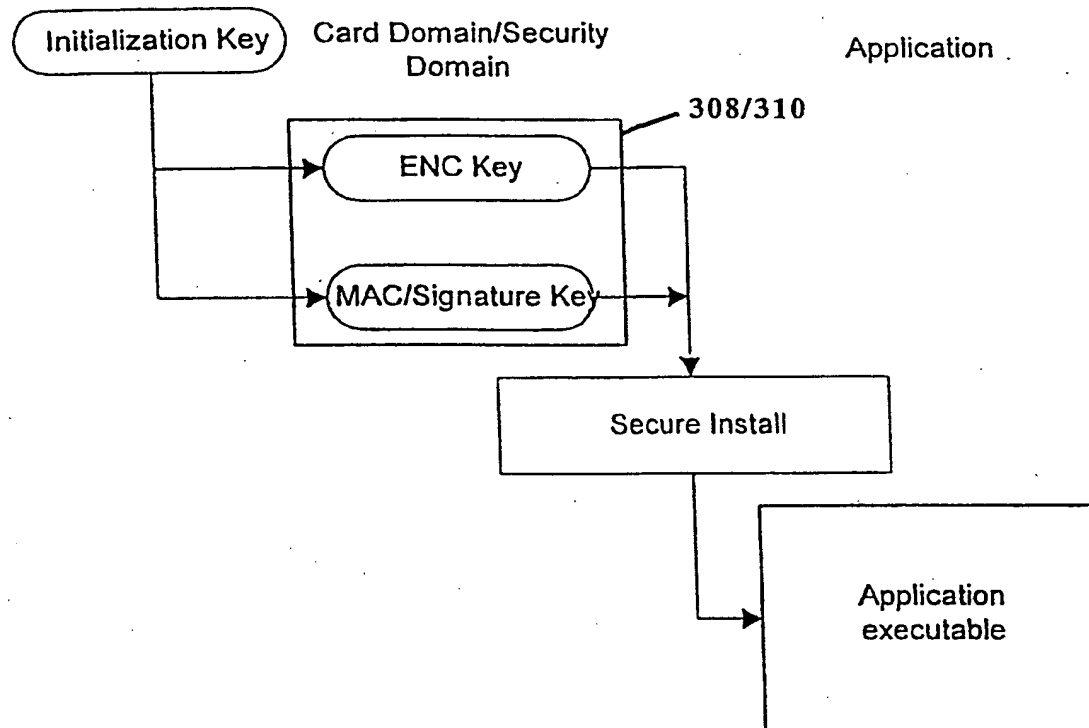 Initialization Key
Card Domain/Security
Domain
Application
308/310
ENC Key
MAC/Signature Key
Secure Install
Application
executable